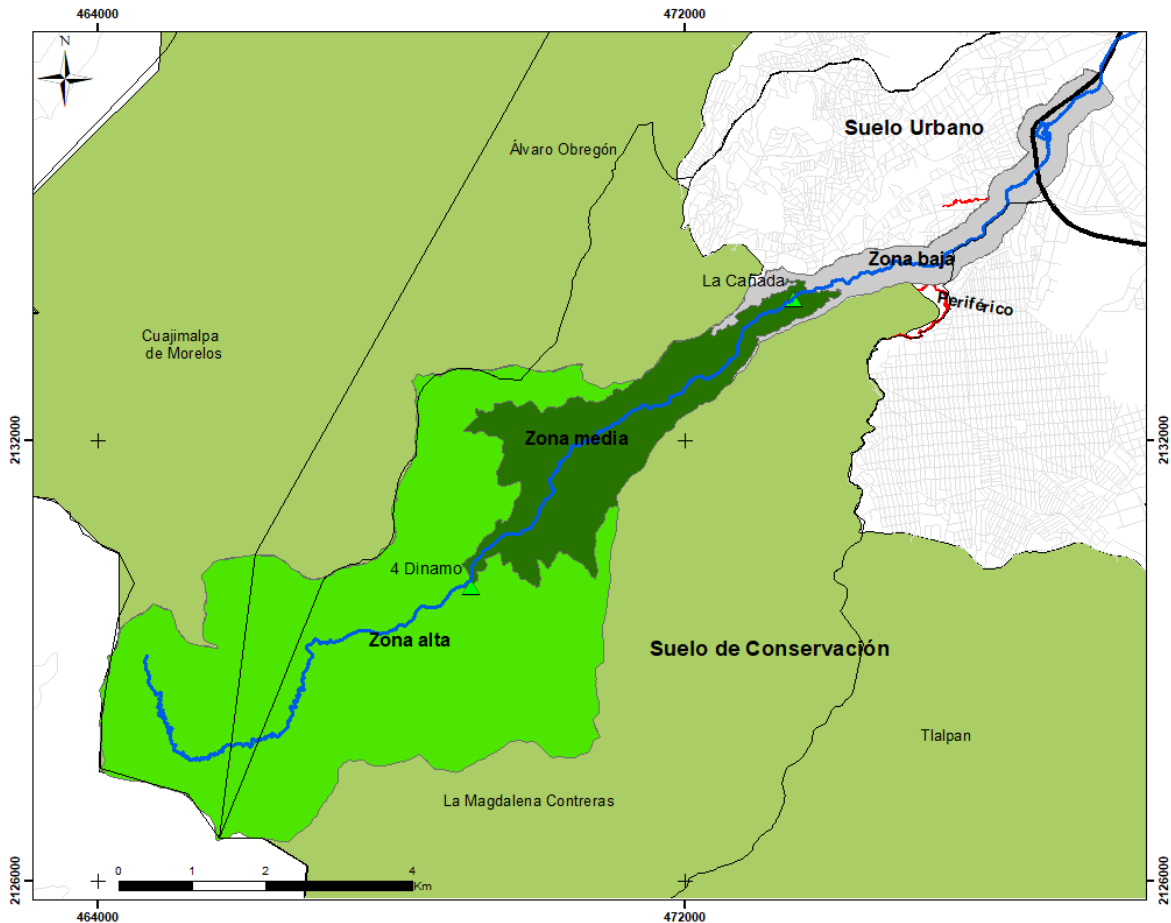 464000
472000
N
Suelo Urbano
Álvaro Obregón
Zona baja
La Cañada
Periférico
Cuajimalpa
de Morelos
2132000
Zona media
2132000
4 Dinamo
Zona alta
Suelo de Conservación
Tlalpan
La Magdalena Contreras
0 1 2 4
Km
2126000
2126000
464000
472000